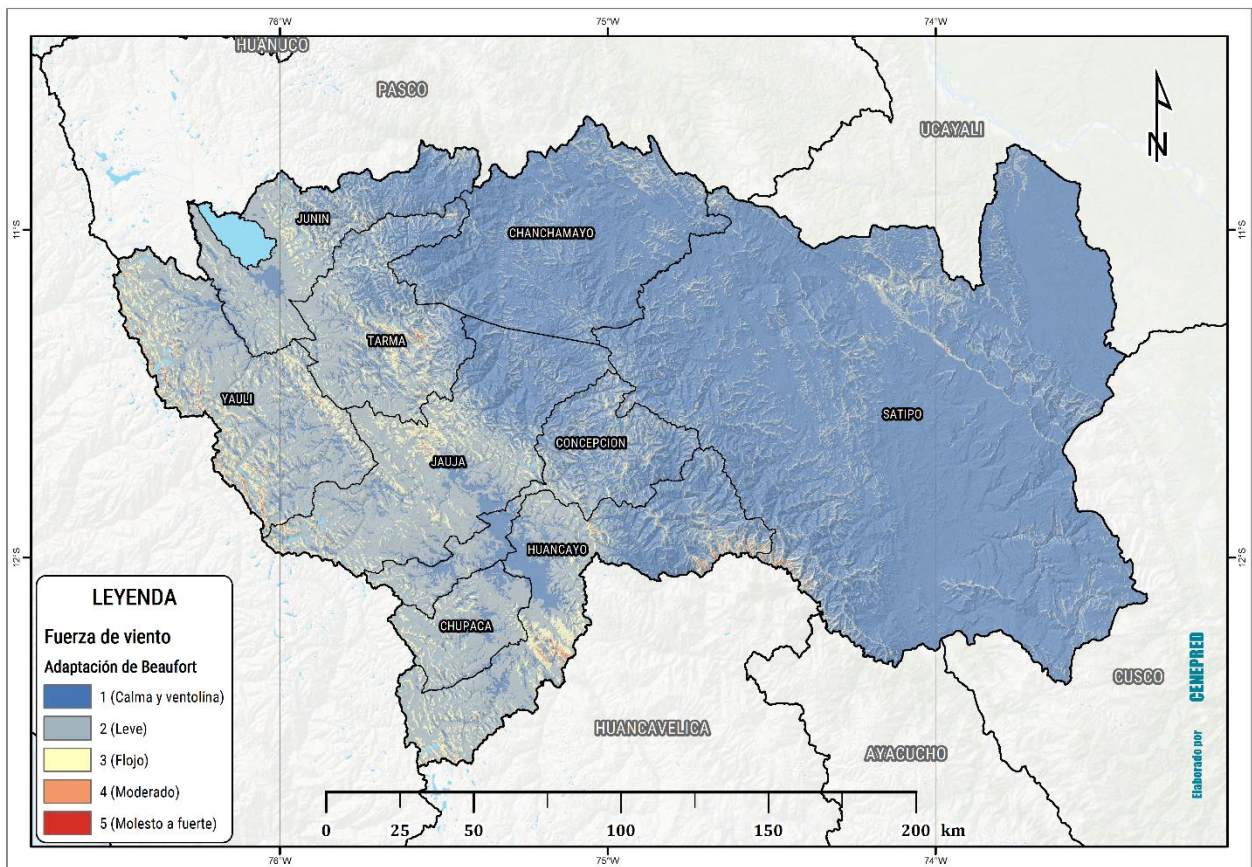 76°W
75°W
74°W
HUANUCO
PASCO
UCAYALI
N
11°S
11°S
JUNIN
CHANCHAMAYO
TARMA
YAULI
SATIPO
CONCEPCION
JAUJA
12°S
HUANCAYO
12°S
CHUPACA
CUSCO
HUANCAVELICA
AYACUCHO
Elaborado por CENEPRED
LEYENDA
Fuerza de viento
Adaptación de Beaufort
1 (Calma y ventolina)
2 (Leve)
3 (Flojo)
4 (Moderado)
5 (Molesto a fuerte)
0 25 50 100 150 200 km
76°W
75°W
74°W